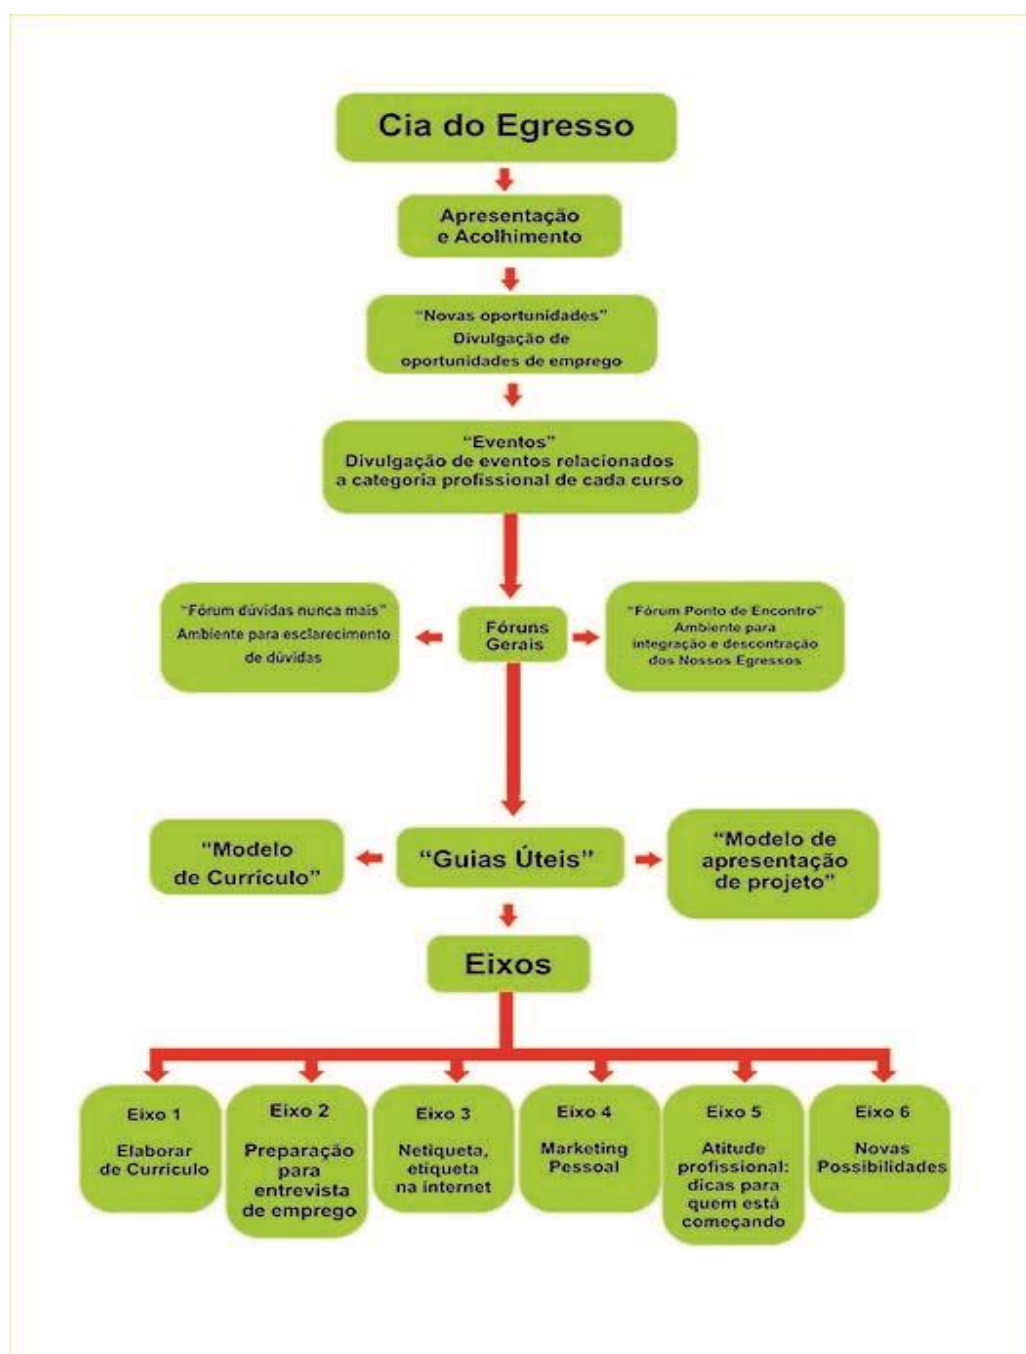 Cia do Egresso
Apresentação
e Acolhimento
“Novas oportunidades”
Divulgação de
oportunidades de emprego
“Eventos”
Divulgação de eventos relacionados
a categoria profissional de cada curso
“Fórum dúvidas nunca mais”
Ambiente para esclarecimento
de dúvidas
Fóruns
Gerais
“Fórum Ponto de Encontro”
Ambiente para
integração e descontração
dos Nossos Egressos
“Modelo
de Currículo”
“Guias Úteis”
“Modelo de
apresentação
de projeto”
Eixos
Eixo 1
Elaborar
de Currículo
Eixo 2
Preparação
para
entrevista
de emprego
Eixo 3
Netiqueta,
etiqueta
na internet
Eixo 4
Marketing
Pessoal
Eixo 5
Atitude
profissional:
dicas para
quem está
começando
Eixo 6
Novas
Possibilidades